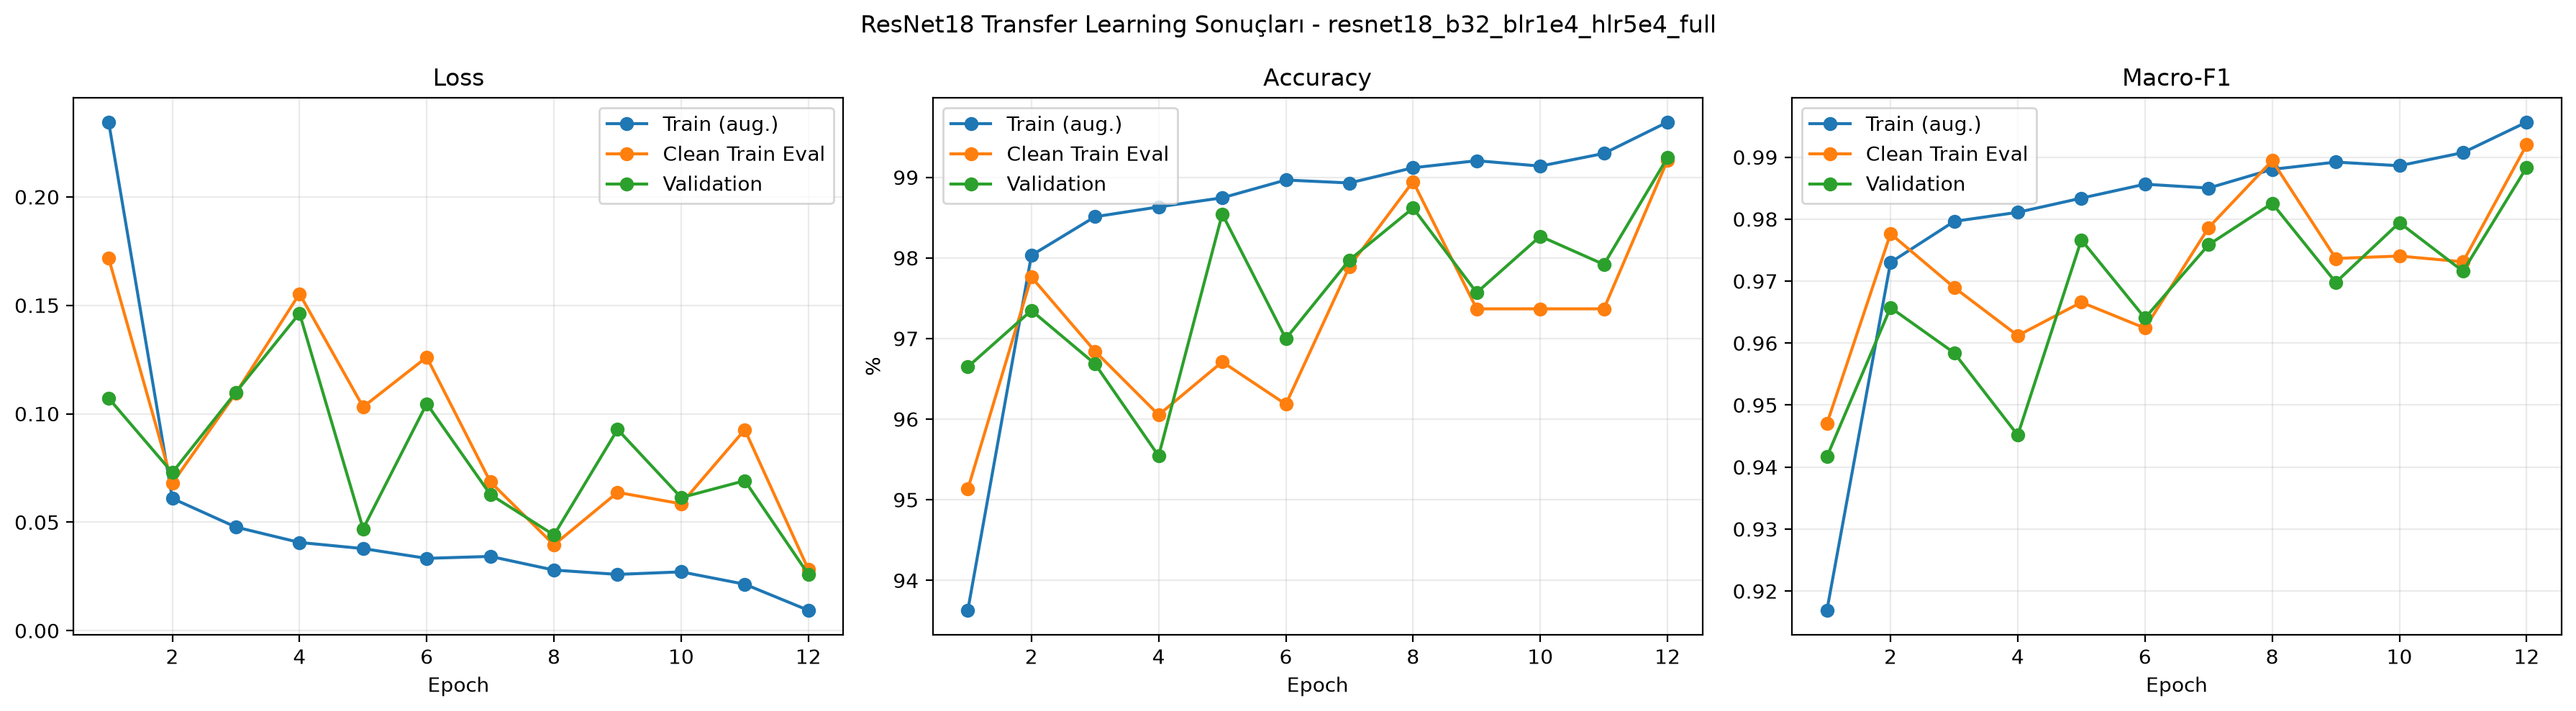 ResNet18 Transfer Learning Sonuçları - resnet18_b32_blr1e4_hlr5e4_full
Loss
Train (aug.)
Clean Train Eval
Validation
0.20
0.15
0.10
0.05
0.00
2 4 6 8 10 12
Epoch
Accuracy
Train (aug.)
Clean Train Eval
Validation
%
99
98
97
96
95
94
2 4 6 8 10 12
Epoch
Macro-F1
Train (aug.)
Clean Train Eval
Validation
0.99
0.98
0.97
0.96
0.95
0.94
0.93
0.92
2 4 6 8 10 12
Epoch